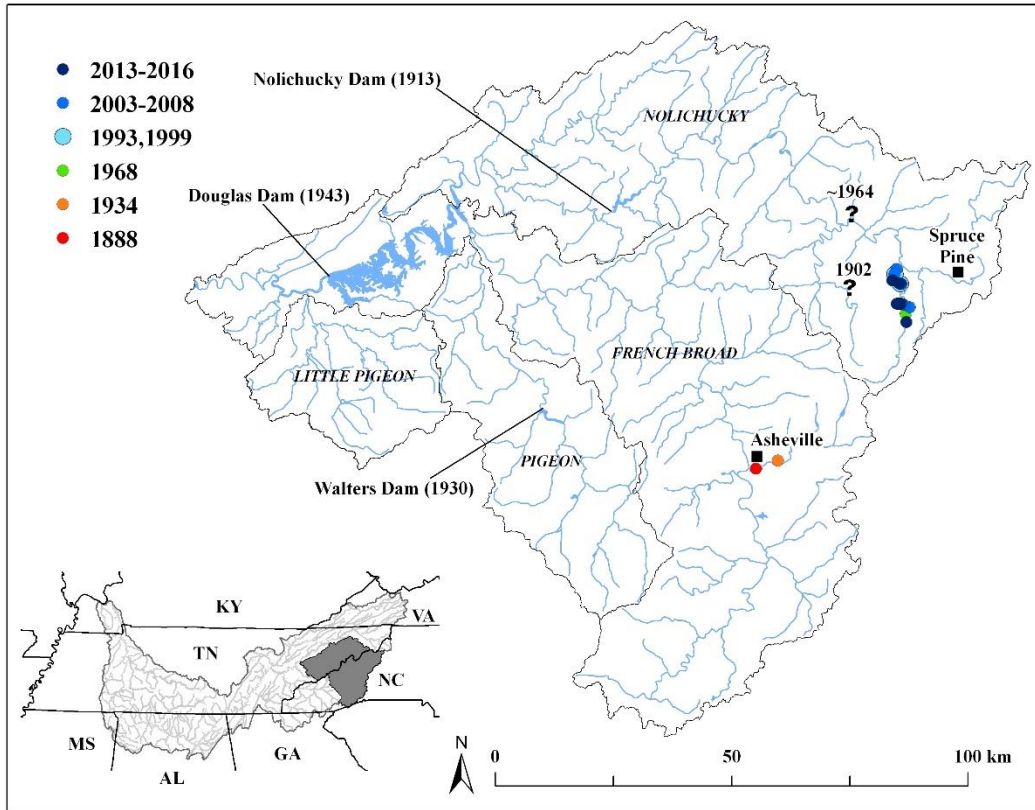 2013-2016
2003-2008
1993,1999
1968
1934
1888
Nolichucky Dam (1913)
NOLICHUCKY
Douglas Dam (1943)
~1964
?
Spruce
Pine
1902
?
FRENCH BROAD
LITTLE PIGEON
Asheville
PIGEON
Walters Dam (1930)
KY
VA
TN
NC
MS
GA
AL
N
0
50
100 km